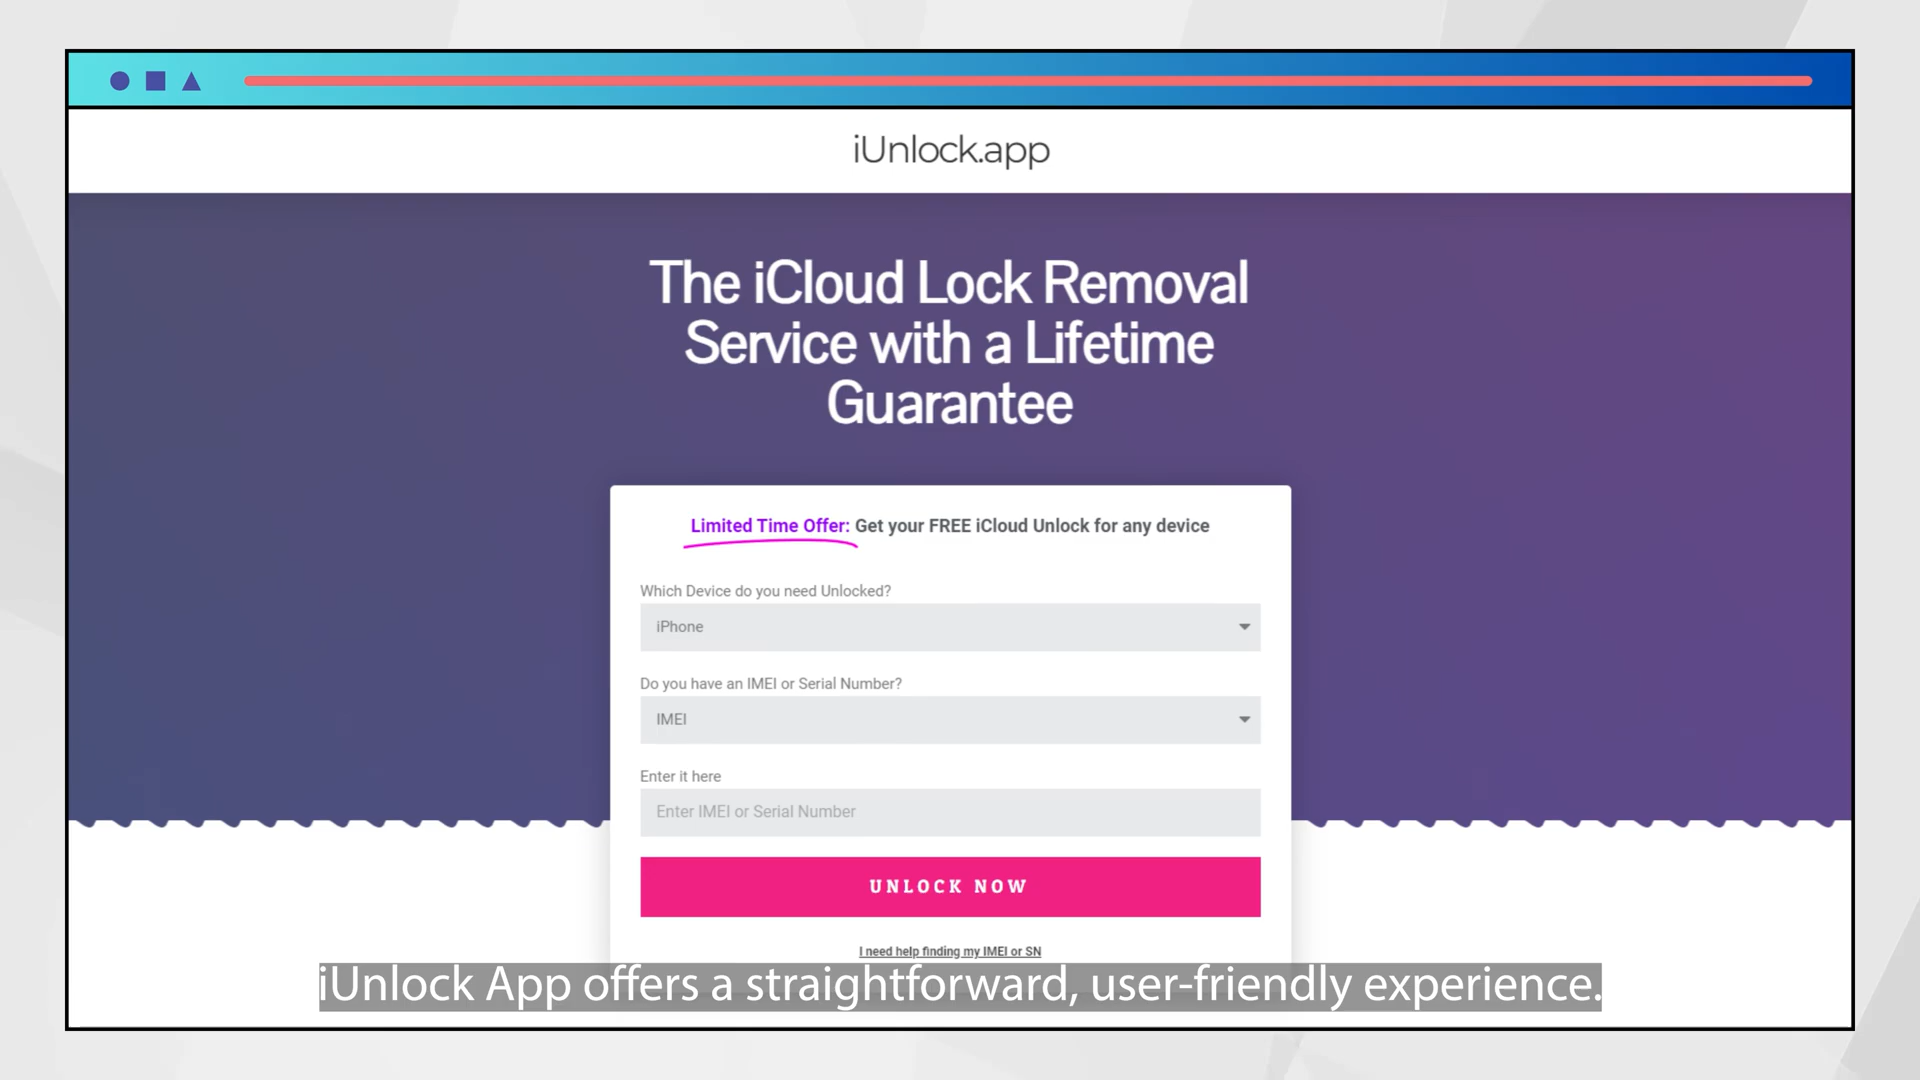 iUnlock.app
The iCloud Lock Removal
Service with a Lifetime
Guarantee
Limited Time Offer: Get your FREE iCloud Unlock for any device
Which Device do you need Unlocked?
iPhone
Do you have an IMEI or Serial Number?
IMEI
Enter it here
Enter IMEI or Serial Number
UNLOCK NOW
I need help finding my IMEI or SN
iUnlock App offers a straightforward, user-friendly experience.